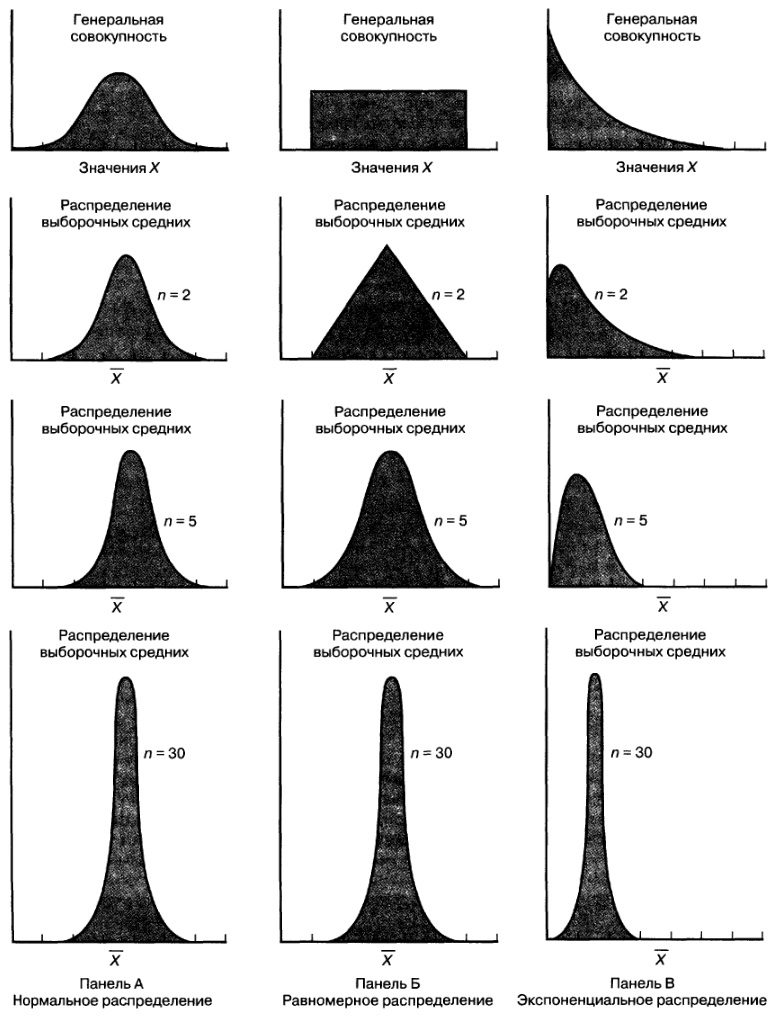 Генеральная
совокупность
Значения X
Генеральная
совокупность
Значения X
Генеральная
совокупность
Значения X
Распределение
выборочных средних
n = 2
X̅
Распределение
выборочных средних
n = 2
X̅
Распределение
выборочных средних
n = 2
X̅
Распределение
выборочных средних
n = 5
X̅
Распределение
выборочных средних
n = 5
X̅
Распределение
выборочных средних
n = 5
X̅
Распределение
выборочных средних
n = 30
X̅
Распределение
выборочных средних
n = 30
X̅
Распределение
выборочных средних
n = 30
X̅
Панель А
Нормальное распределение
Панель Б
Равномерное распределение
Панель В
Экспоненциальное распределение